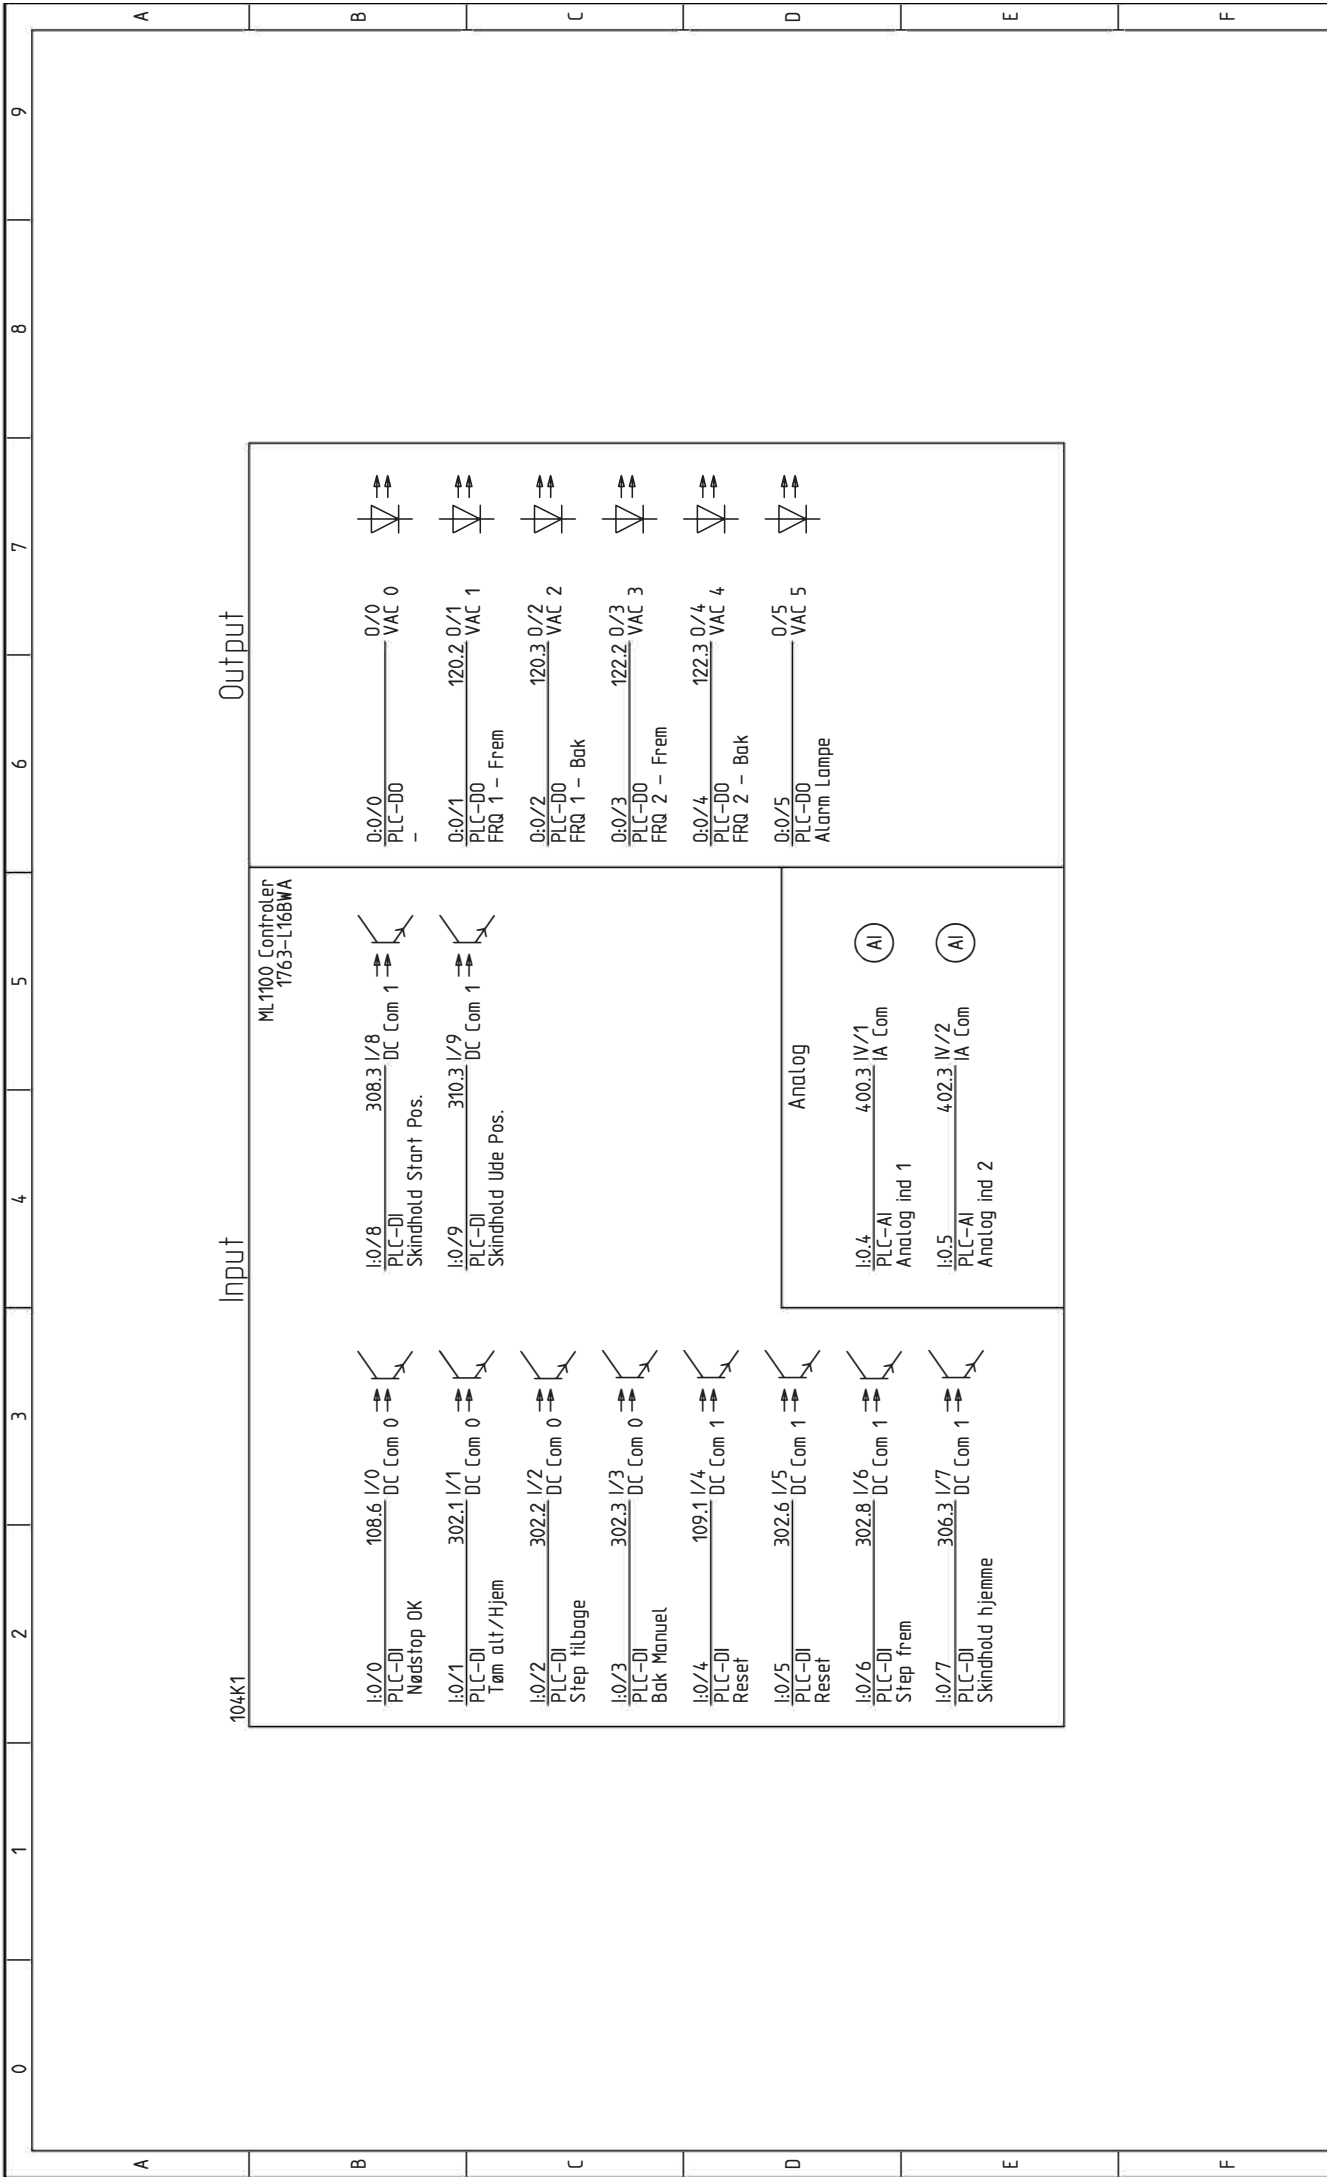 0 1 2 3 4 5 6 7 8 9
A A
B B
C C
D D
E E
F F
Input
Output
104K1
ML1100 Controler
1763-L16BWA
I:0/0 108.6 I/0
PLC-DI DC Com 0
Nødstop OK
I:0/1 302.1 I/1
PLC-DI DC Com 0
Tøm alt/Hjem
I:0/2 302.2 I/2
PLC-DI DC Com 0
Step tilbage
I:0/3 302.3 I/3
PLC-DI DC Com 0
Bak Manuel
I:0/4 109.1 I/4
PLC-DI DC Com 1
Reset
I:0/5 302.6 I/5
PLC-DI DC Com 1
Reset
I:0/6 302.8 I/6
PLC-DI DC Com 1
Step frem
I:0/7 306.3 I/7
PLC-DI DC Com 1
Skindhold hjemme
I:0/8 308.3 I/8
PLC-DI DC Com 1
Skindhold Start Pos.
I:0/9 310.3 I/9
PLC-DI DC Com 1
Skindhold Ude Pos.
Analog
I:0.4 400.3 IV/1
PLC-AI IA Com
Analog ind 1
AI
I:0.5 402.3 IV/2
PLC-AI IA Com
Analog ind 2
AI
O:0/0 O/0
PLC-DO VAC 0
-
O:0/1 120.2 O/1
PLC-DO VAC 1
FRQ 1 - Frem
O:0/2 120.3 O/2
PLC-DO VAC 2
FRQ 1 - Bak
O:0/3 122.2 O/3
PLC-DO VAC 3
FRQ 2 - Frem
O:0/4 122.3 O/4
PLC-DO VAC 4
FRQ 2 - Bak
O:0/5 O/5
PLC-DO VAC 5
Alarm Lampe